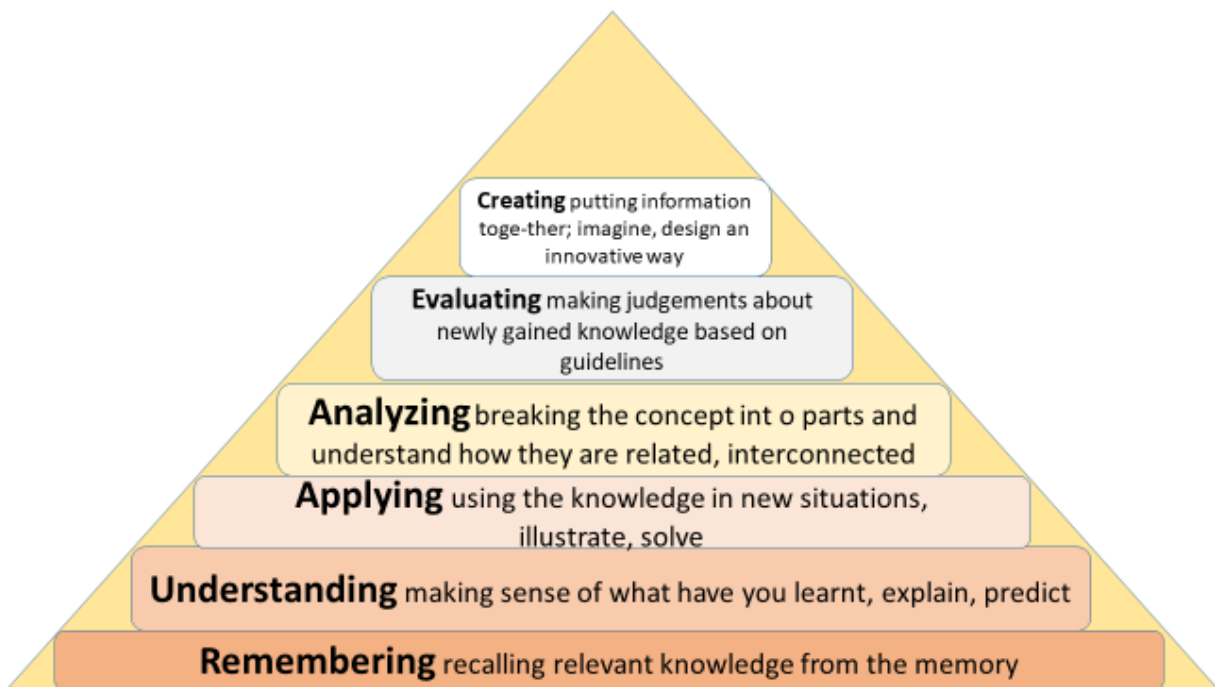 Creating putting information
toge-ther; imagine, design an
innovative way
Evaluating making judgements about
newly gained knowledge based on
guidelines
Analyzing breaking the concept int o parts and
understand how they are related, interconnected
Applying using the knowledge in new situations,
illustrate, solve
Understanding making sense of what have you learnt, explain, predict
Remembering recalling relevant knowledge from the memory